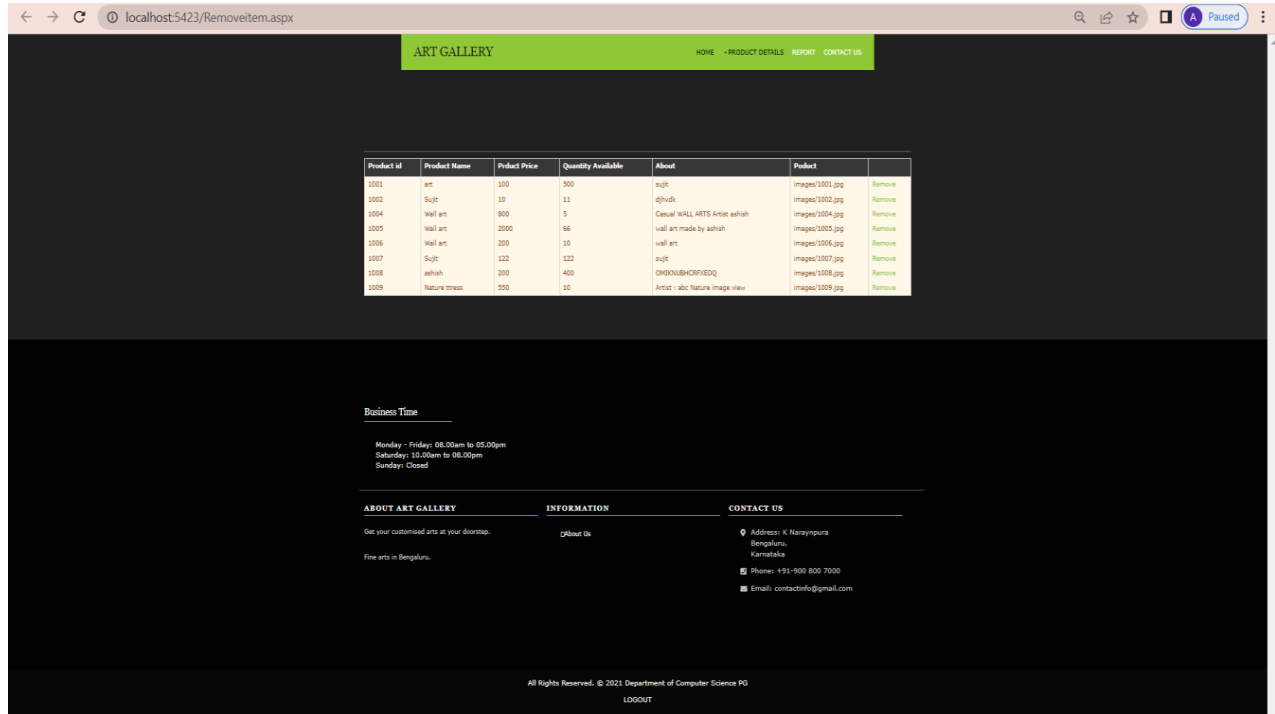 localhost:5423/Removeitem.aspx
A Paused
ART GALLERY HOME - PRODUCT DETAILS REPORT CONTACT US
Product id Product Name Prduct Price Quantity Available About Poduct
1001 art 100 500 sujit images/1001.jpg Remove
1002 Sujit 10 11 djhvdk images/1002.jpg Remove
1004 Wall art 800 5 Casual WALL ARTS Artist ashish images/1004.jpg Remove
1005 Wall art 2000 66 wall art made by ashish images/1005.jpg Remove
1006 Wall art 200 10 wall art images/1006.jpg Remove
1007 Sujit 122 122 sujit images/1007.jpg Remove
1008 ashish 200 400 OMIKNUBHCRFXEDQ images/1008.jpg Remove
1009 Nature ttress 550 10 Artist : abc Nature image view images/1009.jpg Remove
Business Time
Monday - Friday: 08.00am to 05.00pm
Saturday: 10.00am to 08.00pm
Sunday: Closed
ABOUT ART GALLERY
Get your customised arts at your doorstep.
Fine arts in Bengaluru.
INFORMATION
About Us
CONTACT US
Address: K Naraynpura
Bengaluru,
Karnataka
Phone: +91-900 800 7000
Email: contactinfo@gmail.com
All Rights Reserved. © 2021 Department of Computer Science PG
LOGOUT